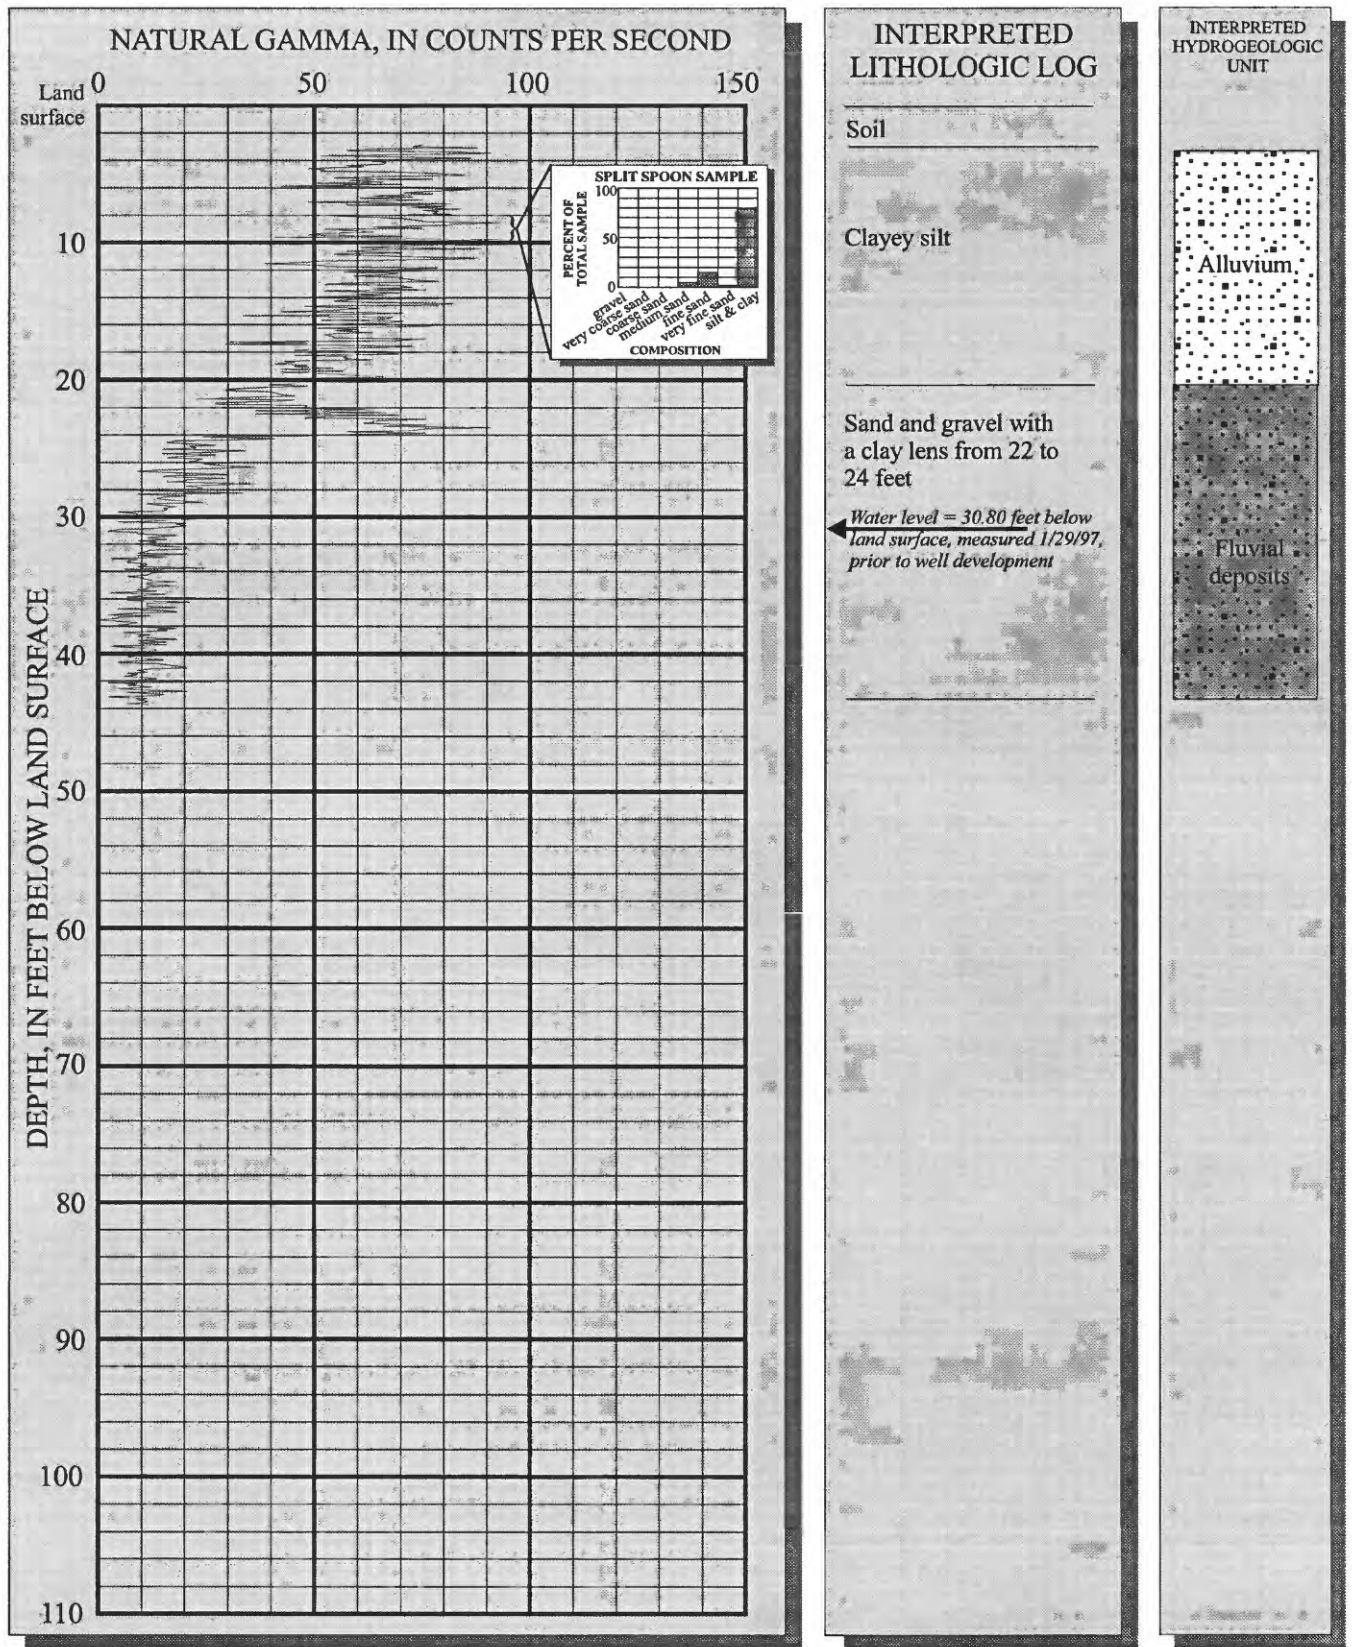 NATURAL GAMMA, IN COUNTS PER SECOND
0 50 100 150
Land
surface
10
20
30
40
50
60
70
80
90
100
110
DEPTH, IN FEET BELOW LAND SURFACE
SPLIT SPOON SAMPLE
PERCENT OF
TOTAL SAMPLE
100
50
0
gravel
very coarse sand
coarse sand
medium sand
fine sand
very fine sand
silt & clay
COMPOSITION
INTERPRETED
LITHOLOGIC LOG
Soil
Clayey silt
Sand and gravel with
a clay lens from 22 to
24 feet
Water level = 30.80 feet below
land surface, measured 1/29/97,
prior to well development
INTERPRETED
HYDROGEOLOGIC
UNIT
Alluvium
Fluvial
deposits